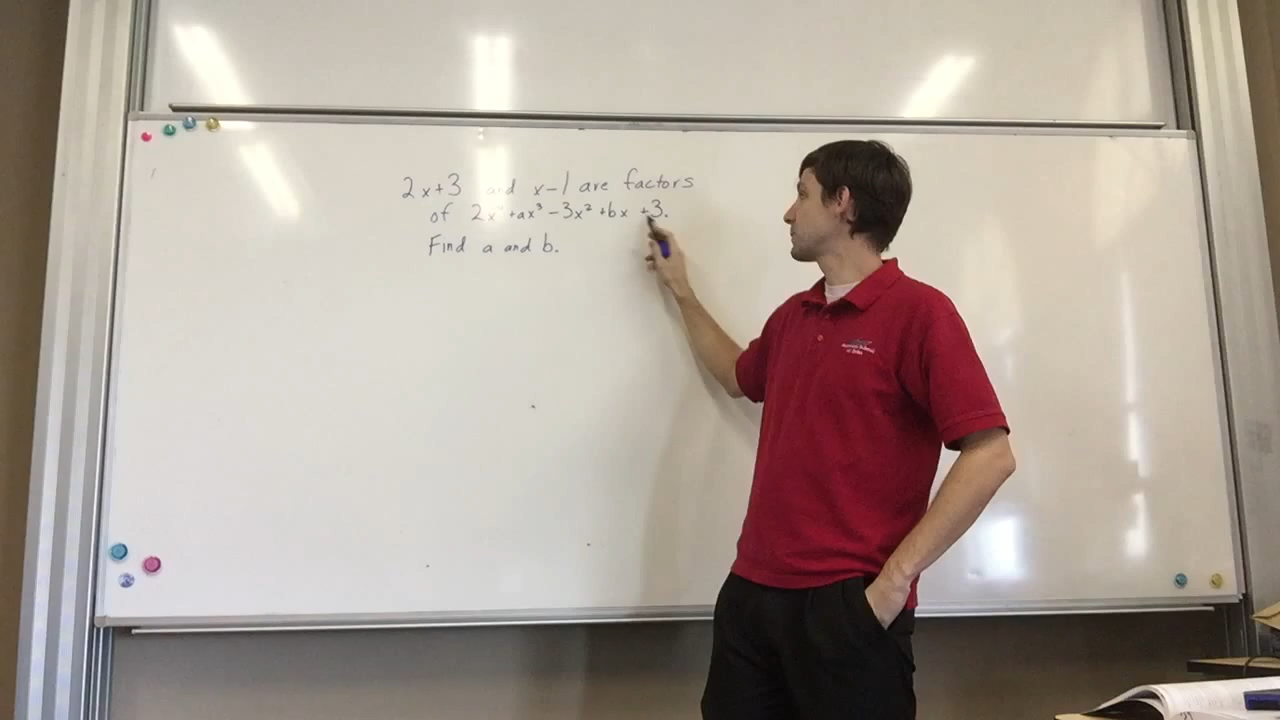 2x+3 and x-1 are factors
of 2x⁴+ax³-3x²+bx+3.
Find a and b.